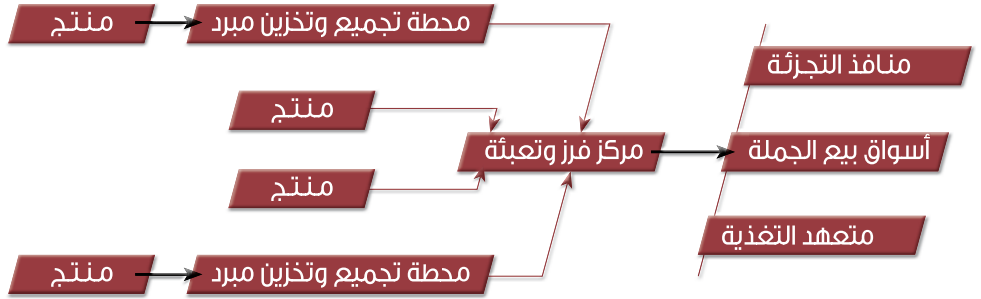 منتج
محطة تجميع وتخزين مبرد
منافذ التجزئة
منتج
مركز فرز وتعبئة
أسواق بيع الجملة
منتج
متعهد التغذية
منتج
محطة تجميع وتخزين مبرد